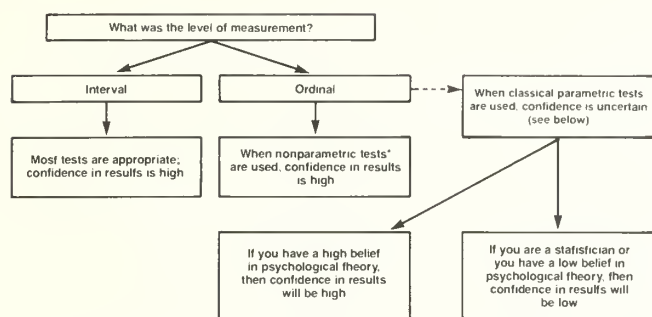 What was the level of measurement?
Interval
Ordinal
When classical parametric tests
are used, confidence is uncertain
(see below)
Most tests are appropriate;
confidence in results is high
When nonparametric tests*
are used, confidence in results
is high
If you have a high belief
in psychological theory,
then confidence in results
will be high
If you are a statistician or
you have a low belief in
psychological theory, then
confidence in results will
be low